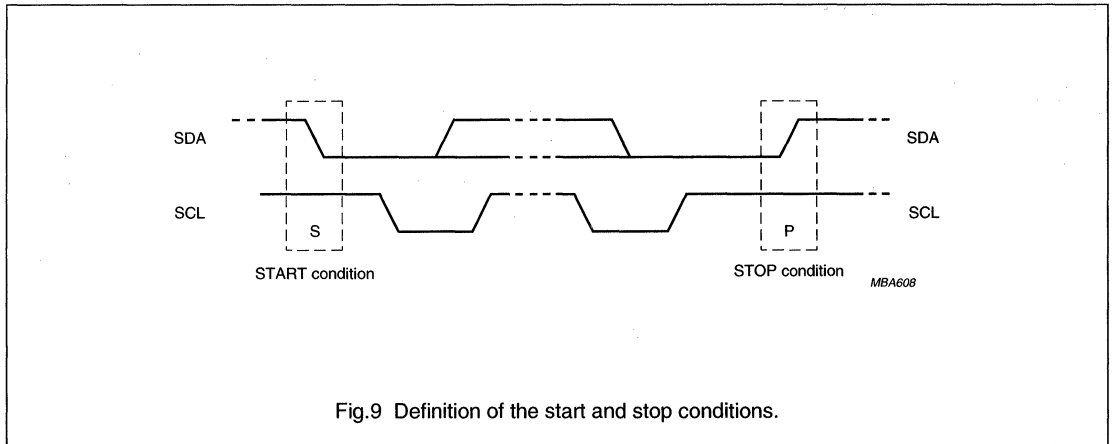 SDA SDA
SCL SCL
S P
START condition STOP condition
MBA608
Fig.9 Definition of the start and stop conditions.